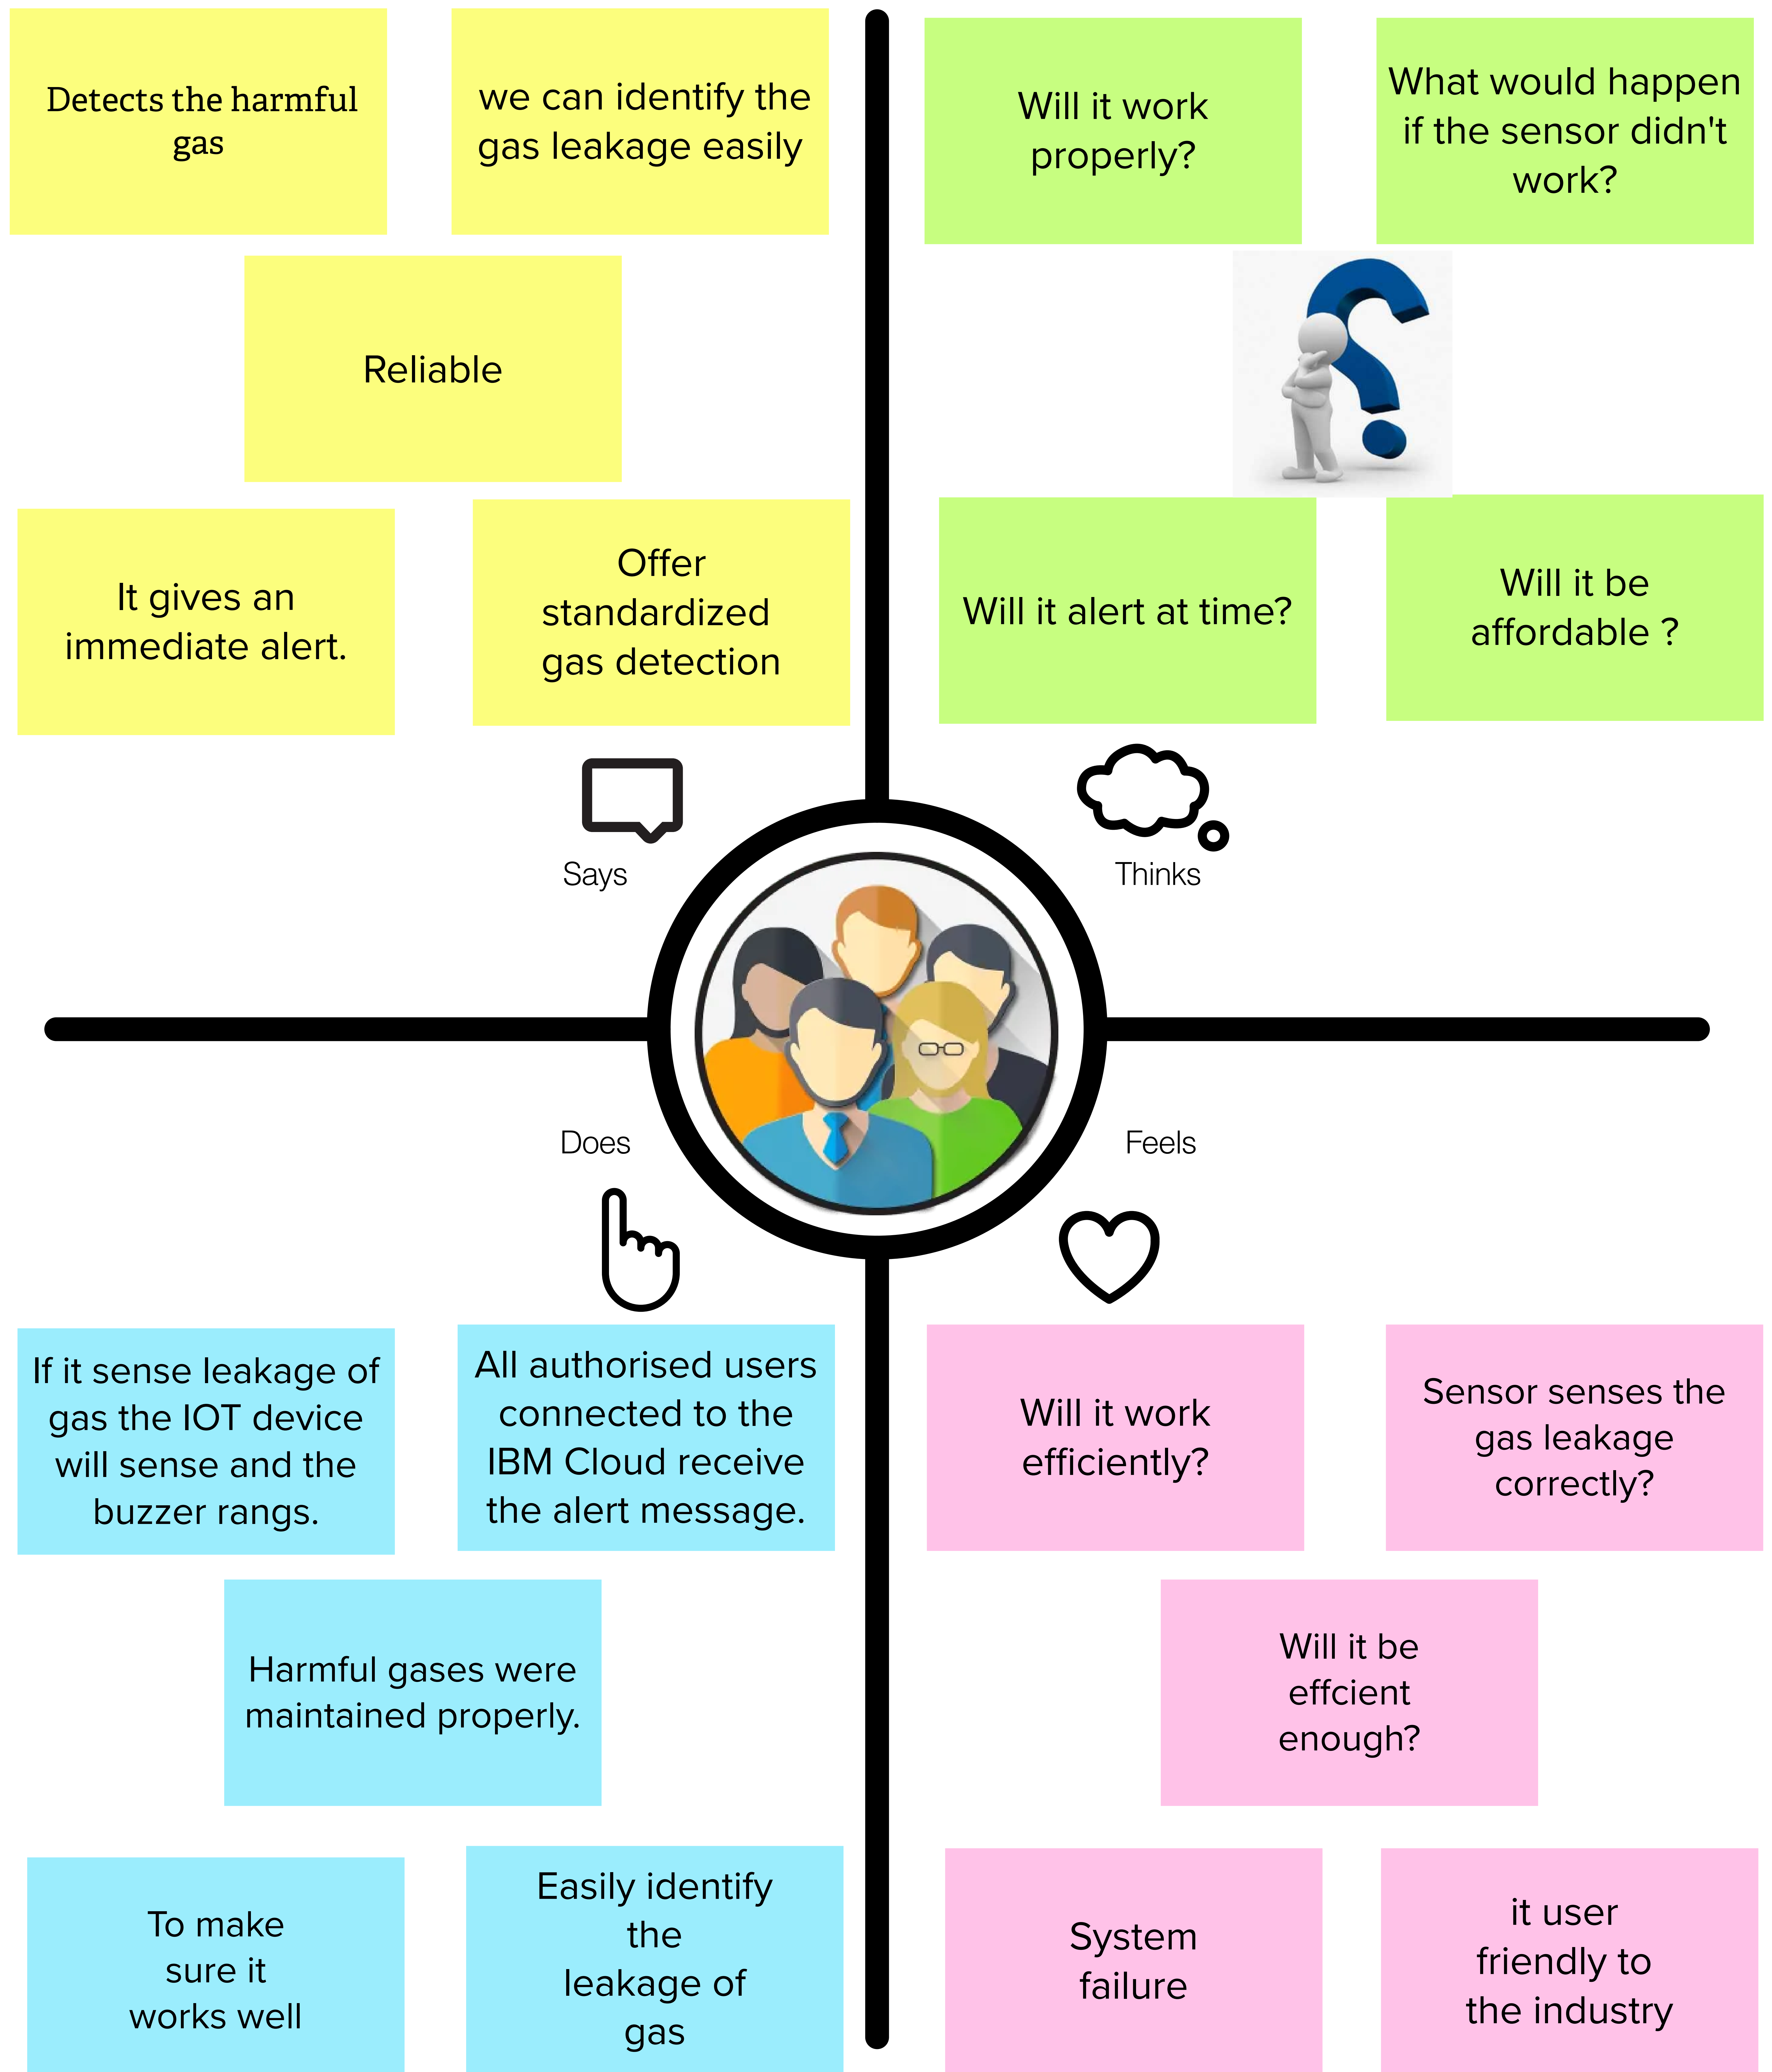 Detects the harmful
gas
we can identify the
gas leakage easily
Reliable
It gives an
immediate alert.
Offer
standardized
gas detection
Says
Will it work
properly?
What would happen
if the sensor didn't
work?
Will it alert at time?
Will it be
affordable ?
Thinks
Does
If it sense leakage of
gas the IOT device
will sense and the
buzzer rangs.
All authorised users
connected to the
IBM Cloud receive
the alert message.
Harmful gases were
maintained properly.
To make
sure it
works well
Easily identify
the
leakage of
gas
Feels
Will it work
efficiently?
Sensor senses the
gas leakage
correctly?
Will it be
effcient
enough?
System
failure
it user
friendly to
the industry